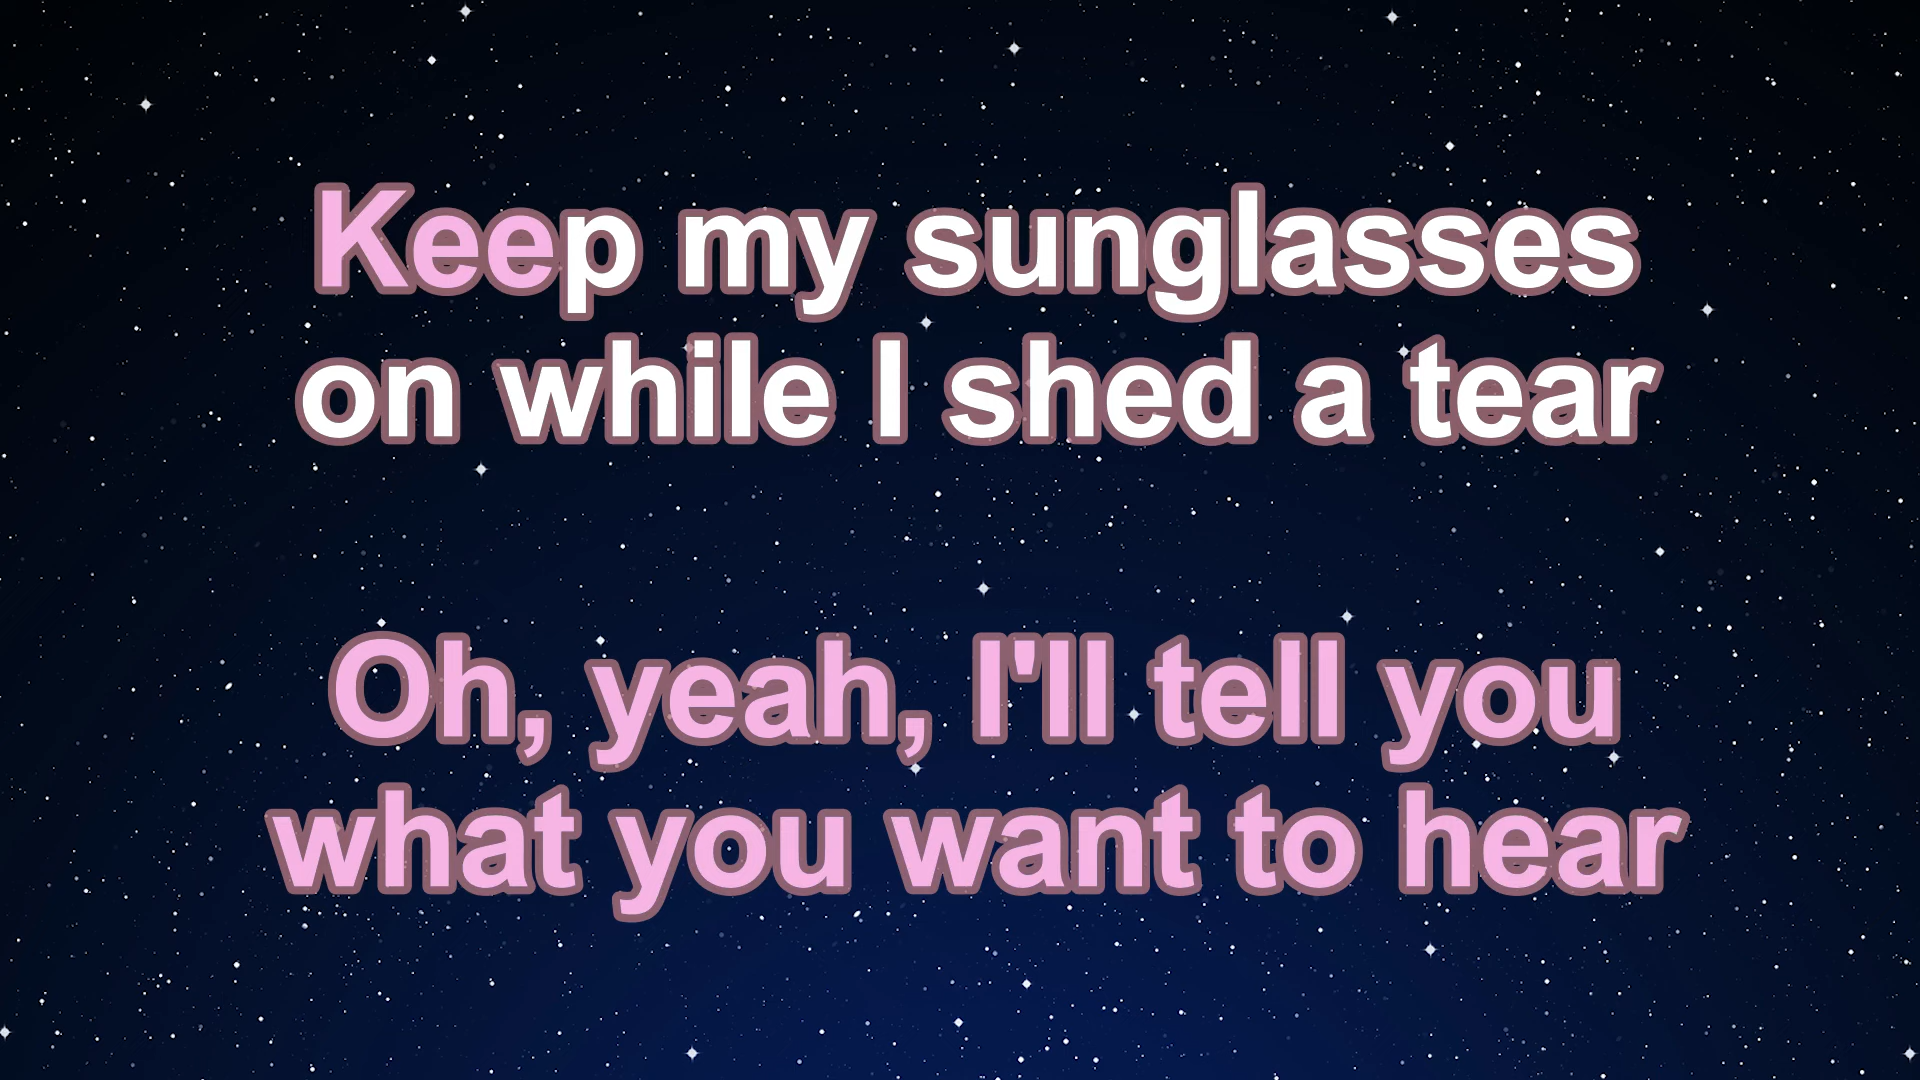 Keep my sunglasses
on while I shed a tear
Oh, yeah, I'll tell you
what you want to hear